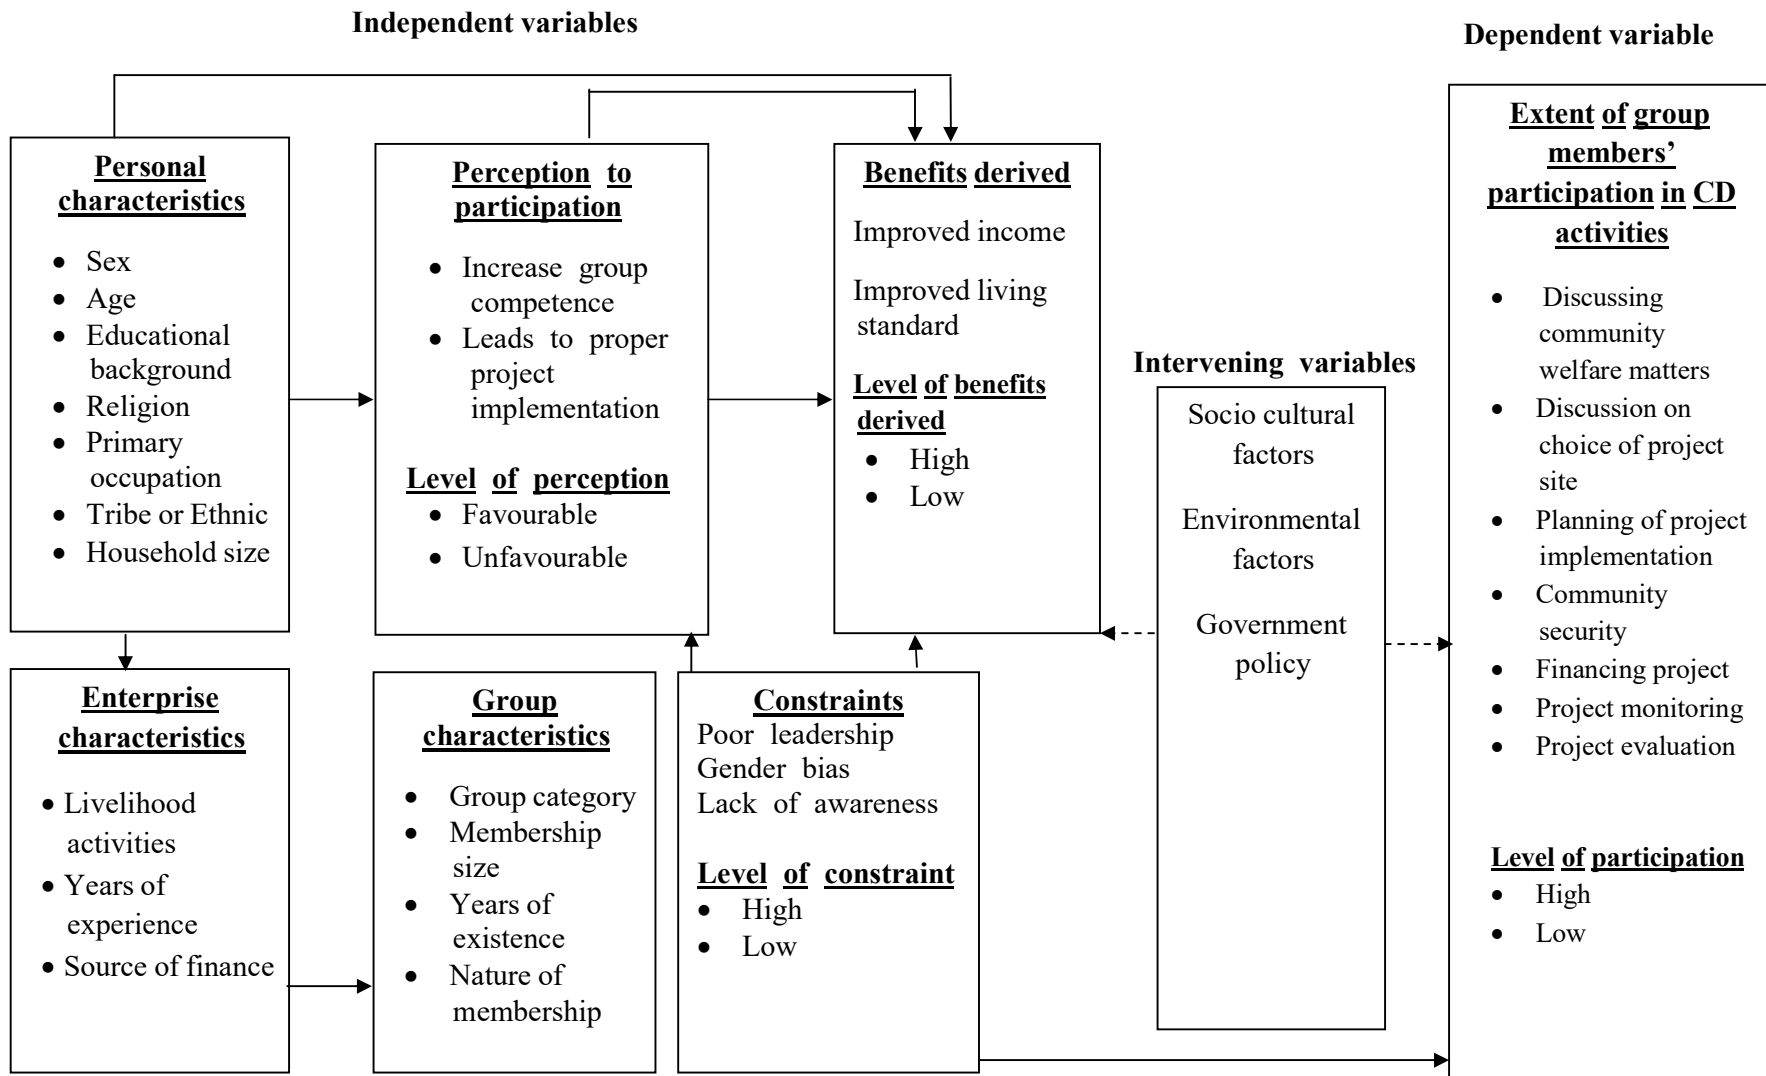 Independent variables
Dependent variable
Personal
characteristics
• Sex
• Age
• Educational
background
• Religion
• Primary
occupation
• Tribe or Ethnic
• Household size
Perception to
participation
• Increase group
competence
• Leads to proper
project
implementation
Level of perception
• Favourable
• Unfavourable
Benefits derived
Improved income
Improved living
standard
Level of benefits
derived
• High
• Low
Intervening variables
Socio cultural
factors
Environmental
factors
Government
policy
Extent of group
members’
participation in CD
activities
• Discussing
community
welfare matters
• Discussion on
choice of project
site
• Planning of project
implementation
• Community
security
• Financing project
• Project monitoring
• Project evaluation
Level of participation
• High
• Low
Enterprise
characteristics
• Livelihood
activities
• Years of
experience
• Source of finance
Group
characteristics
• Group category
• Membership
size
• Years of
existence
• Nature of
membership
Constraints
Poor leadership
Gender bias
Lack of awareness
Level of constraint
• High
• Low